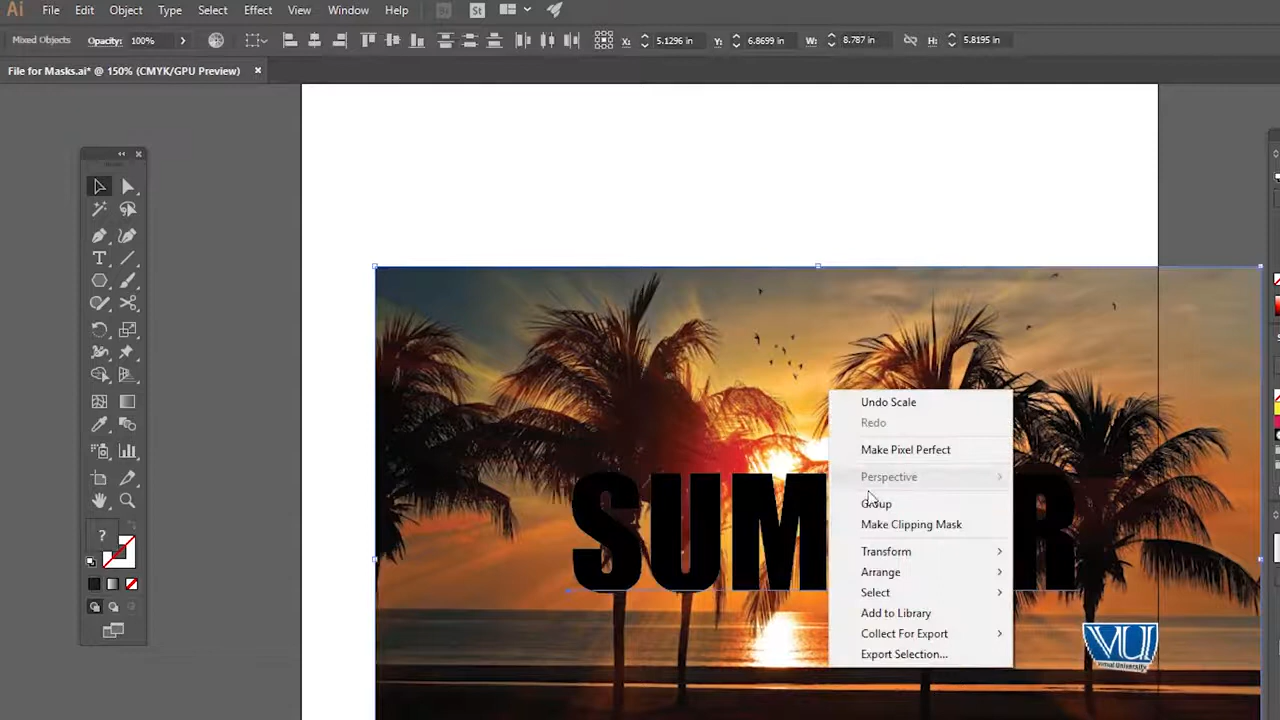 Ai File Edit Object Type Select Effect View Window Help Br St
Mixed Objects Opacity: 100% X: 5.1296 in Y: 6.8699 in W: 8.787 in H: 5.8195 in
File for Masks.ai* @ 150% (CMYK/GPU Preview)
T
?
Undo Scale
Redo
Make Pixel Perfect
Perspective
Group
Make Clipping Mask
Transform
Arrange
Select
Add to Library
Collect For Export
Export Selection...
SUM R
VU
Virtual University